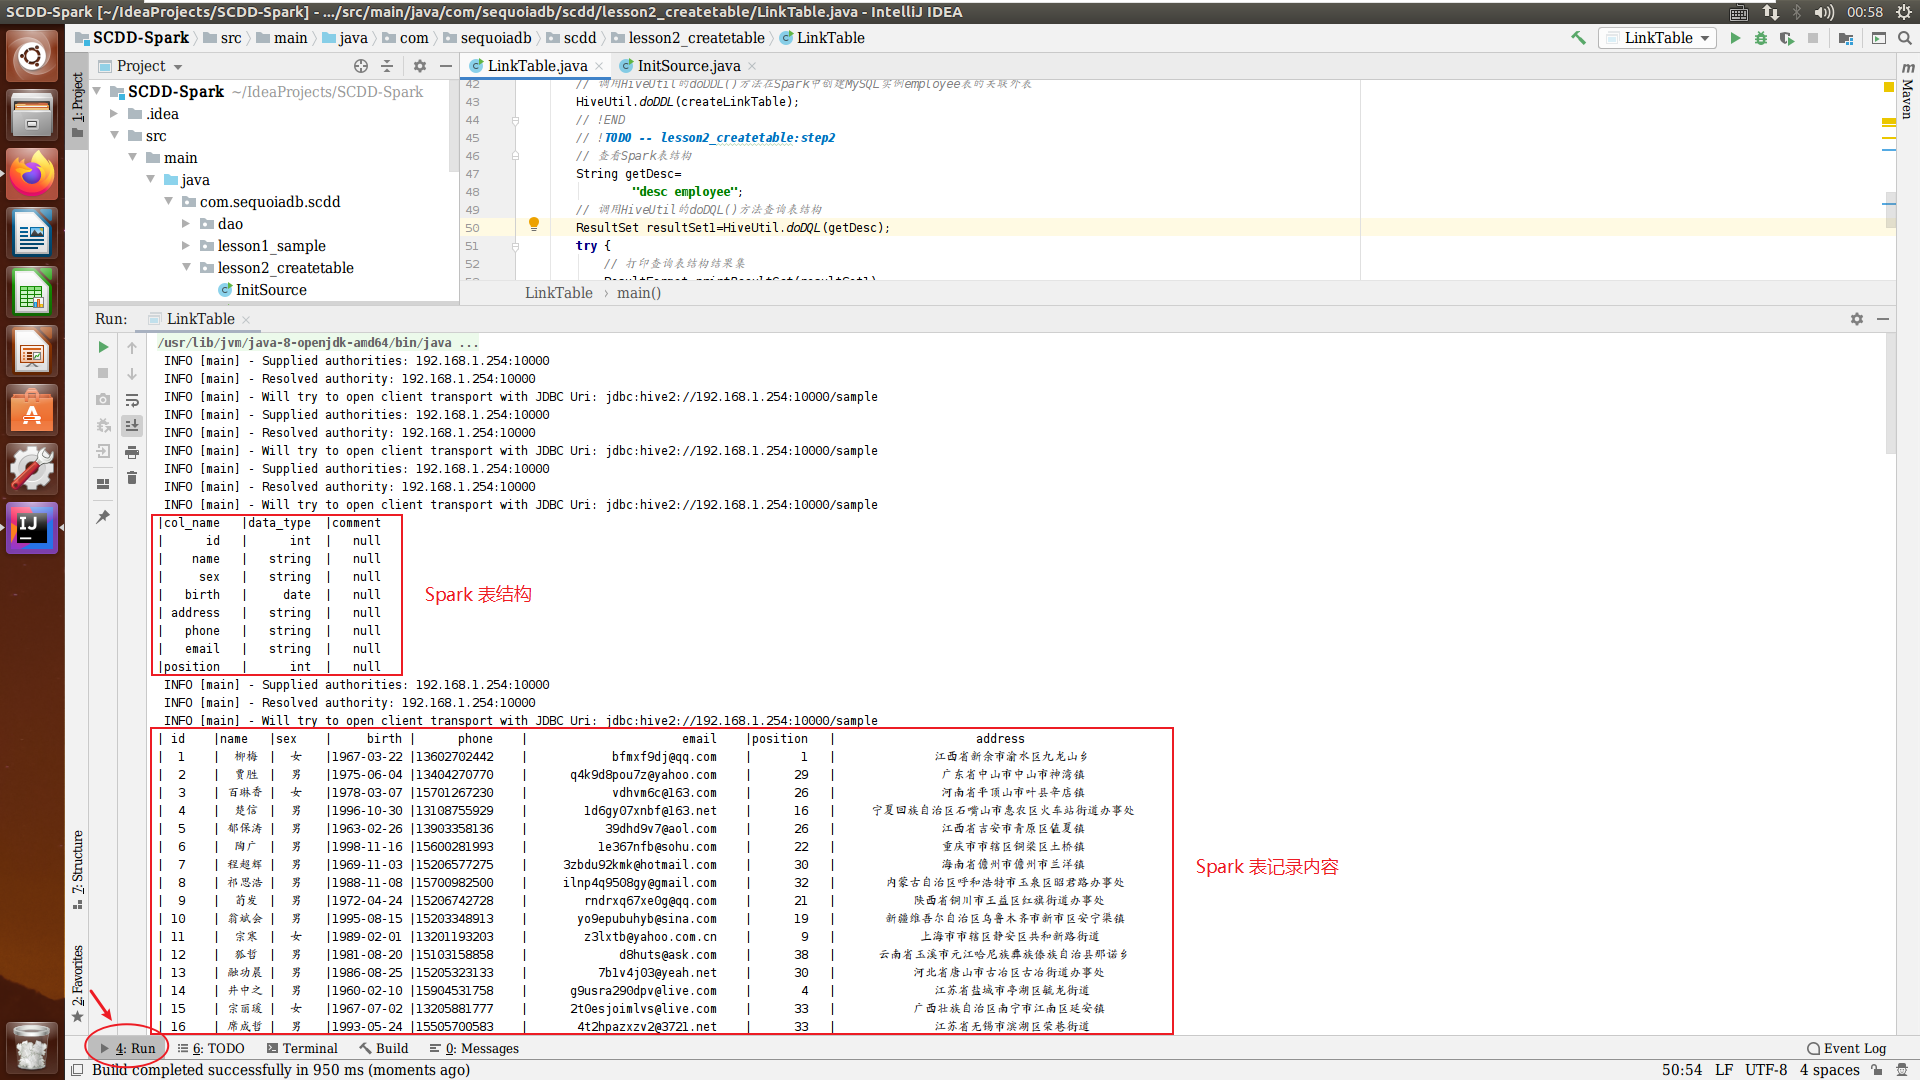 SCDD-Spark [~/IdeaProjects/SCDD-Spark] - .../src/main/java/com/sequoiadb/scdd/lesson2_createtable/LinkTable.java - IntelliJ IDEA
00:58
SCDD-Spark src main java com sequoiadb scdd lesson2_createtable LinkTable
LinkTable
Project
LinkTable.java
InitSource.java
1: Project
Maven
SCDD-Spark ~/IdeaProjects/SCDD-Spark
.idea
src
main
java
com.sequoiadb.scdd
dao
lesson1_sample
lesson2_createtable
InitSource
42 // 调用HiveUtil的doDDL()方法在Spark中创建MySQL实例employee表的关联外表
43 HiveUtil.doDDL(createLinkTable);
44 // !END
45 // !TODO -- lesson2_createtable:step2
46 // 查看Spark表结构
47 String getDesc=
48 "desc employee";
49 // 调用HiveUtil的doDQL()方法查询表结构
50 ResultSet resultSet1=HiveUtil.doDQL(getDesc);
51 try {
52 // 打印查询表结构结果集
LinkTable › main()
Run: LinkTable
/usr/lib/jvm/java-8-openjdk-amd64/bin/java ...
INFO [main] - Supplied authorities: 192.168.1.254:10000
INFO [main] - Resolved authority: 192.168.1.254:10000
INFO [main] - Will try to open client transport with JDBC Uri: jdbc:hive2://192.168.1.254:10000/sample
INFO [main] - Supplied authorities: 192.168.1.254:10000
INFO [main] - Resolved authority: 192.168.1.254:10000
INFO [main] - Will try to open client transport with JDBC Uri: jdbc:hive2://192.168.1.254:10000/sample
INFO [main] - Supplied authorities: 192.168.1.254:10000
INFO [main] - Resolved authority: 192.168.1.254:10000
INFO [main] - Will try to open client transport with JDBC Uri: jdbc:hive2://192.168.1.254:10000/sample
|col_name |data_type |comment
| id | int | null
| name | string | null
| sex | string | null
| birth | date | null
| address | string | null
| phone | string | null
| email | string | null
|position | int | null
Spark 表结构
INFO [main] - Supplied authorities: 192.168.1.254:10000
INFO [main] - Resolved authority: 192.168.1.254:10000
INFO [main] - Will try to open client transport with JDBC Uri: jdbc:hive2://192.168.1.254:10000/sample
| id |name |sex | birth | phone | email |position | address
| 1 | 柳梅 | 女 |1967-03-22 |13602702442 | bfmxf9dj@qq.com | 1 | 江西省新余市渝水区九龙山乡
| 2 | 贾胜 | 男 |1975-06-04 |13404270770 | q4k9d8pou7z@yahoo.com | 29 | 广东省中山市中山市神湾镇
| 3 | 百琳香 | 女 |1978-03-07 |15701267230 | vdhvm6c@163.com | 26 | 河南省平顶山市叶县辛店镇
| 4 | 楚信 | 男 |1996-10-30 |13108755929 | ld6gy07xnbf@163.net | 16 | 宁夏回族自治区石嘴山市惠农区火车站街道办事处
| 5 | 郁保涛 | 男 |1963-02-26 |13903358136 | 39dhd9v7@aol.com | 26 | 江西省吉安市青原区值夏镇
| 6 | 陶广 | 男 |1998-11-16 |15600281993 | le367nfb@sohu.com | 22 | 重庆市市辖区铜梁区土桥镇
| 7 | 程超辉 | 男 |1969-11-03 |15206577275 | 3zbdu92kmk@hotmail.com | 30 | 海南省儋州市儋州市兰洋镇
| 8 | 祁思浩 | 男 |1988-11-08 |15700982500 | ilnp4q9508gy@gmail.com | 32 | 内蒙古自治区呼和浩特市玉泉区昭君路办事处
| 9 | 荀发 | 男 |1972-04-24 |15206742728 | rndrxq67xe0g@qq.com | 21 | 陕西省铜川市王益区红旗街道办事处
| 10 | 翁斌会 | 男 |1995-08-15 |15203348913 | yo9epubuhyb@sina.com | 19 | 新疆维吾尔自治区乌鲁木齐市新市区安宁渠镇
| 11 | 宗寒 | 女 |1989-02-01 |13201193203 | z3lxtb@yahoo.com.cn | 9 | 上海市市辖区静安区共和新路街道
| 12 | 狐哲 | 男 |1981-08-20 |15103158858 | d8huts@ask.com | 38 | 云南省玉溪市元江哈尼族彝族傣族自治县那诺乡
| 13 | 融功晨 | 男 |1986-08-25 |15205323133 | 7blv4j03@yeah.net | 30 | 河北省唐山市古冶区古冶街道办事处
| 14 | 井中之 | 男 |1960-02-10 |15904531758 | g9usra290dpv@live.com | 4 | 江苏省盐城市亭湖区毓龙街道
| 15 | 宗丽瑗 | 女 |1967-07-02 |13205881777 | 2t0esjoimlvs@live.com | 33 | 广西壮族自治区南宁市江南区延安镇
| 16 | 席成哲 | 男 |1993-05-24 |15505700583 | 4t2hpazxzv2@3721.net | 33 | 江苏省无锡市滨湖区荣巷街道
Spark 表记录内容
7: Structure
2: Favorites
4: Run 6: TODO Terminal Build 0: Messages Event Log
Build completed successfully in 950 ms (moments ago) 50:54 LF UTF-8 4 spaces